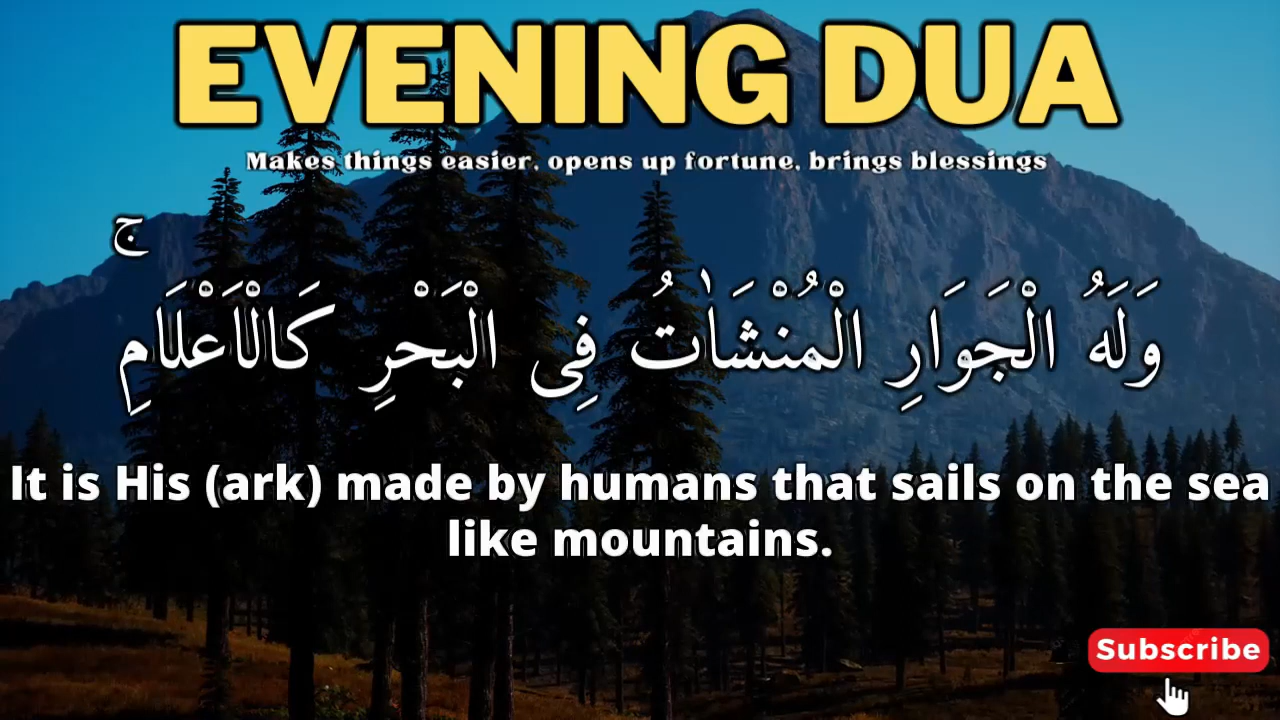 EVENING DUA
Makes things easier, opens up fortune, brings blessings
وَلَهُ الْجَوَارِ الْمُنْشَاٰتُ فِى الْبَحْرِ كَالْاَعْلَامِۚ
It is His (ark) made by humans that sails on the sea
like mountains.
Subscribe